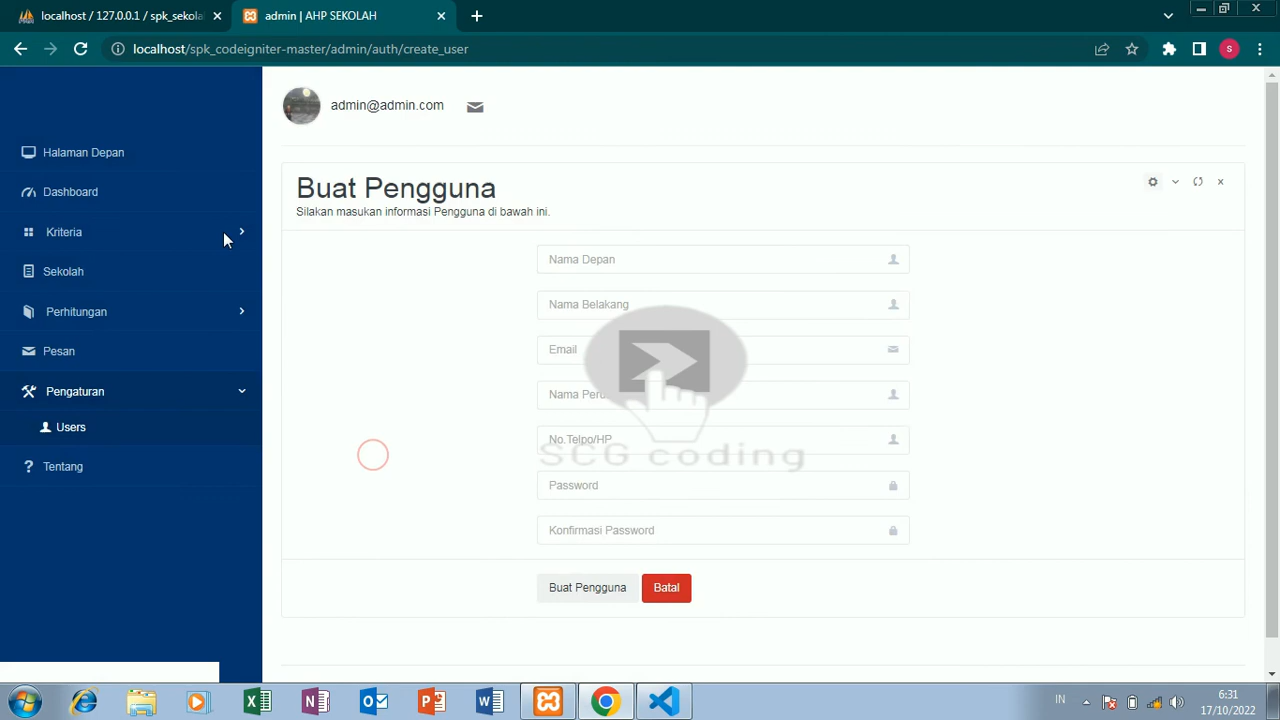 localhost / 127.0.0.1 / spk_sekola
admin | AHP SEKOLAH
localhost/spk_codeigniter-master/admin/auth/create_user
S
admin@admin.com
Halaman Depan
Dashboard
Kriteria
Sekolah
Perhitungan
Pesan
Pengaturan
Users
Tentang
Buat Pengguna
Silakan masukan informasi Pengguna di bawah ini.
Nama Depan
Nama Belakang
Email
Nama Peru
No.Telpo/HP
SCG coding
Password
Konfirmasi Password
Buat Pengguna
Batal
IN
6:31
17/10/2022